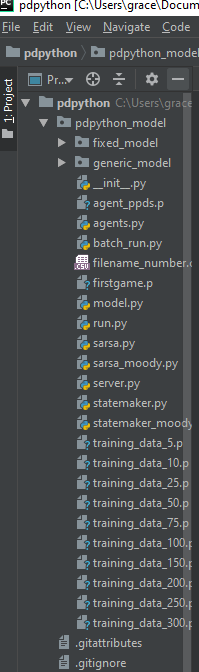 pdpython [C:\Users\grace\Docum
File Edit View Navigate Code
pdpython pdpython_mode
1: Project
Pr...
pdpython C:\Users\grace
pdpython_model
fixed_model
generic_model
__init__.py
agent_ppds.p
agents.py
batch_run.py
filename_number.c
firstgame.p
model.py
run.py
sarsa.py
sarsa_moody.py
server.py
statemaker.py
statemaker_moody
training_data_5.p
training_data_10.p
training_data_25.p
training_data_50.p
training_data_75.p
training_data_100.p
training_data_150.p
training_data_200.p
training_data_250.p
training_data_300.p
.gitattributes
.gitignore